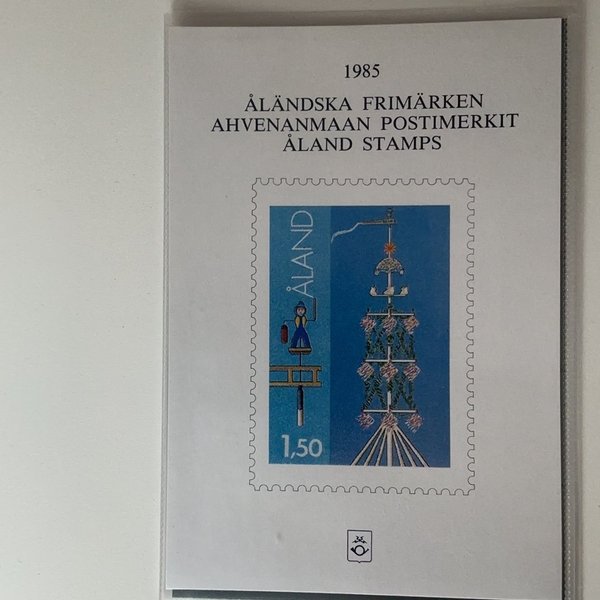 1985
ÅLÄNDSKA FRIMÄRKEN
AHVENANMAAN POSTIMERKIT
ÅLAND STAMPS
ÅLAND
1,50